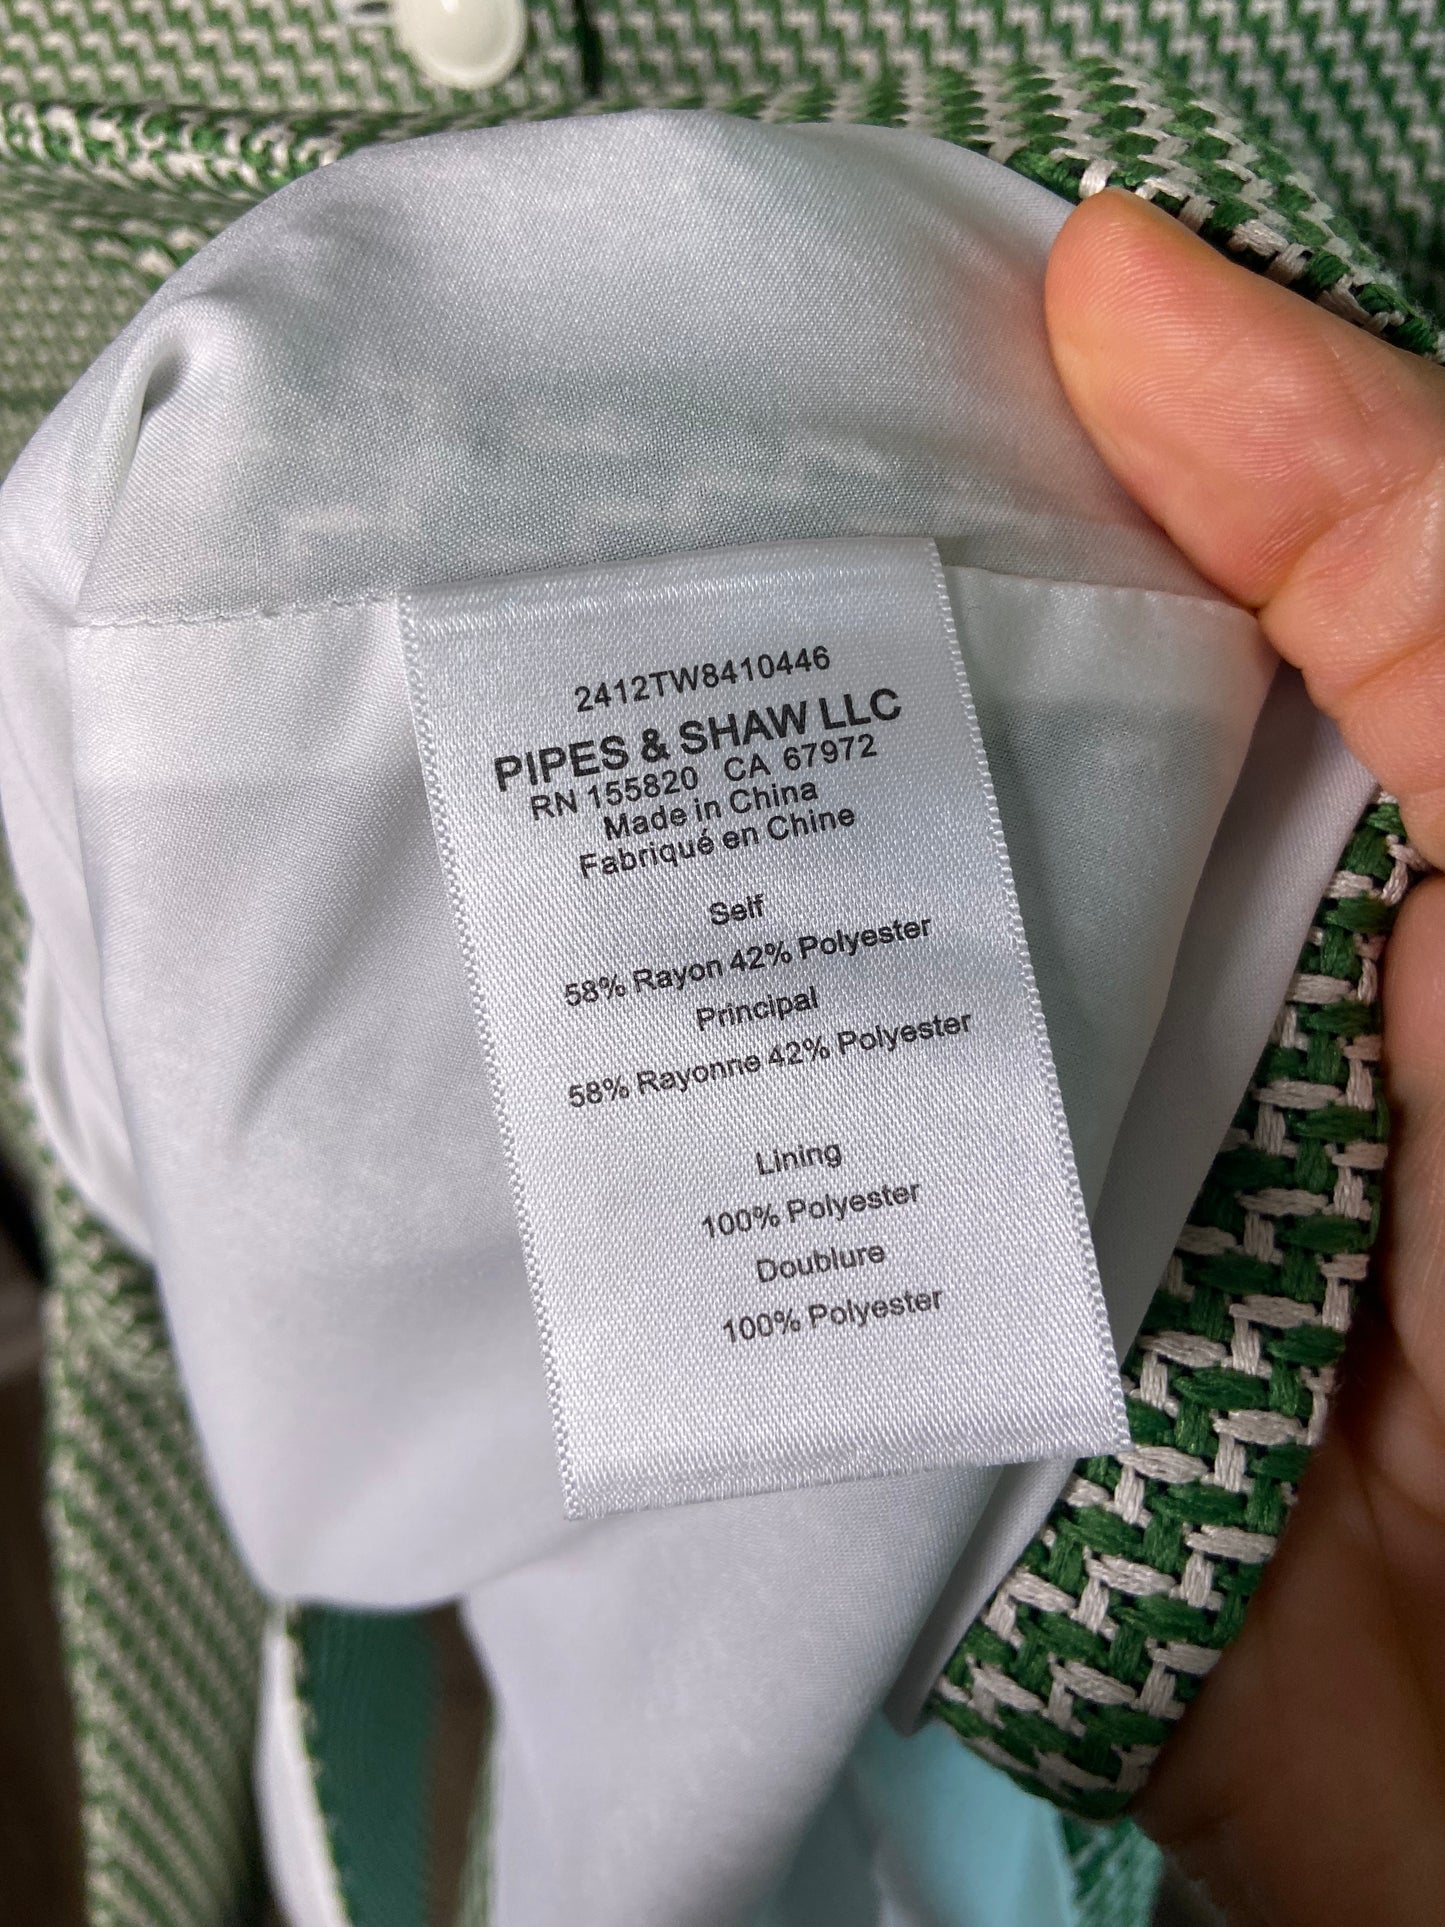 2412TW8410446
PIPES & SHAW LLC
RN 155820 CA 67972
Made in China
Fabriqué en Chine
Self
58% Rayon 42% Polyester
Principal
58% Rayonne 42% Polyester
Lining
100% Polyester
Doublure
100% Polyester